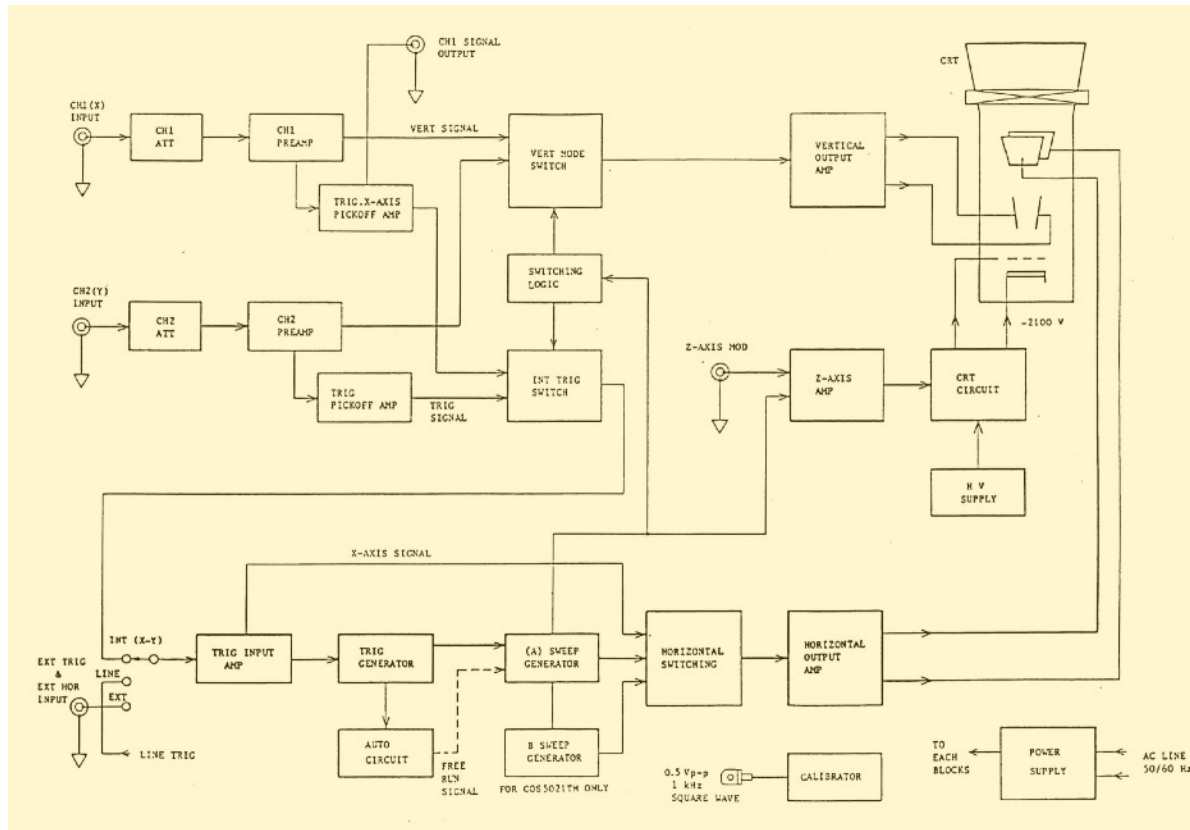 CH1 SIGNAL
OUTPUT
CRT
CH1(X)
INPUT
CH1
ATT
CH1
PREAMP
VERT SIGNAL
VERT MODE
SWITCH
VERTICAL
OUTPUT
AMP
TRIG.X-AXIS
PICKOFF AMP
SWITCHING
LOGIC
CH2(Y)
INPUT
CH2
ATT
CH2
PREAMP
-2100 V
Z-AXIS MOD
INT TRIG
SWITCH
Z-AXIS
AMP
CRT
CIRCUIT
TRIG
PICKOFF AMP
TRIG
SIGNAL
H V
SUPPLY
X-AXIS SIGNAL
INT (X-Y)
EXT TRIG
&
EXT HOR
INPUT
LINE
EXT
LINE TRIG
TRIG INPUT
AMP
TRIG
GENERATOR
(A) SWEEP
GENERATOR
HORIZONTAL
SWITCHING
HORIZONTAL
OUTPUT
AMP
AUTO
CIRCUIT
FREE
RUN
SIGNAL
B SWEEP
GENERATOR
FOR COS5021TM ONLY
0.5 Vp-p
1 kHz
SQUARE WAVE
CALIBRATOR
TO
EACH
BLOCKS
POWER
SUPPLY
AC LINE
50/60 Hz